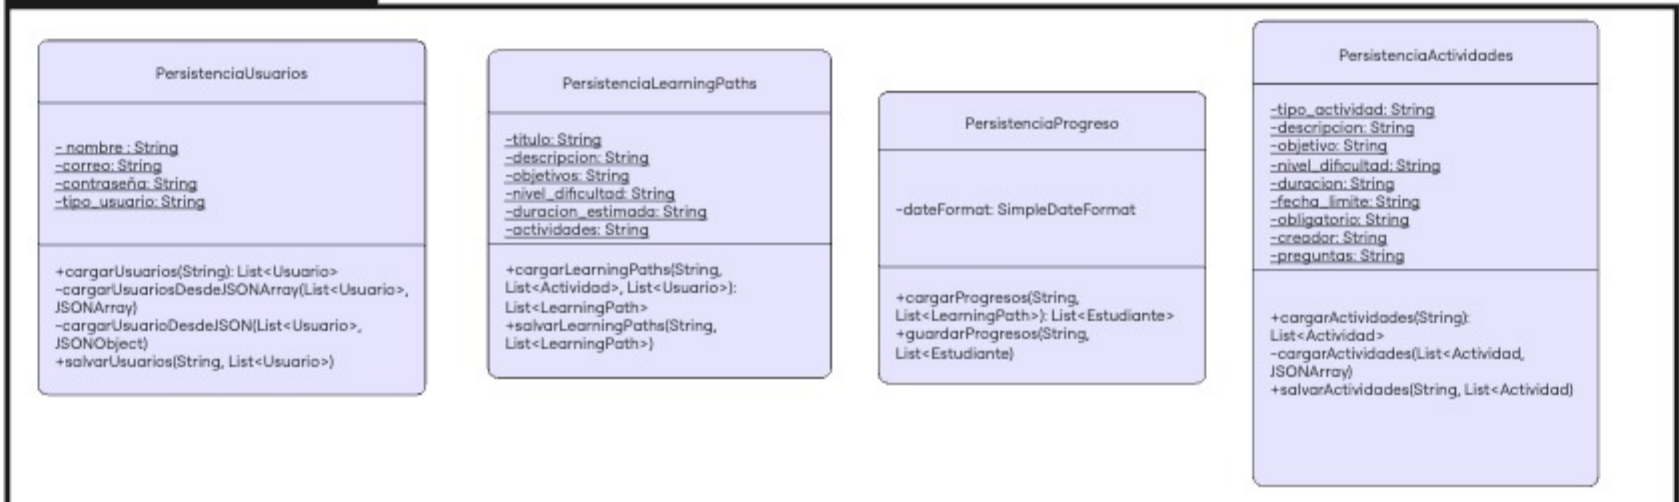 PersistenciaUsuarios
- nombre : String
-correo: String
-contraseña: String
-tipo_usuario: String
+cargarUsuarios(String): List<Usuario>
-cargarUsuariosDesdeJSONArray(List<Usuario>,
JSONArray)
-cargarUsuarioDesdeJSON(List<Usuario>,
JSONObject)
+salvarUsuarios(String, List<Usuario>)
PersistenciaLearningPaths
-titulo: String
-descripcion: String
-objetivos: String
-nivel_dificultad: String
-duracion_estimada: String
-actividades: String
+cargarLearningPaths(String,
List<Actividad>, List<Usuario>):
List<LearningPath>
+salvarLearningPaths(String,
List<LearningPath>)
PersistenciaProgreso
-dateFormat: SimpleDateFormat
+cargarProgresos(String,
List<LearningPath>): List<Estudiante>
+guardarProgresos(String,
List<Estudiante)
PersistenciaActividades
-tipo_actividad: String
-descripcion: String
-objetivo: String
-nivel_dificultad: String
-duracion: String
-fecha_limite: String
-obligatorio: String
-creador: String
-preguntas: String
+cargarActividades(String):
List<Actividad>
-cargarActividades(List<Actividad,
JSONArray)
+salvarActividades(String, List<Actividad)